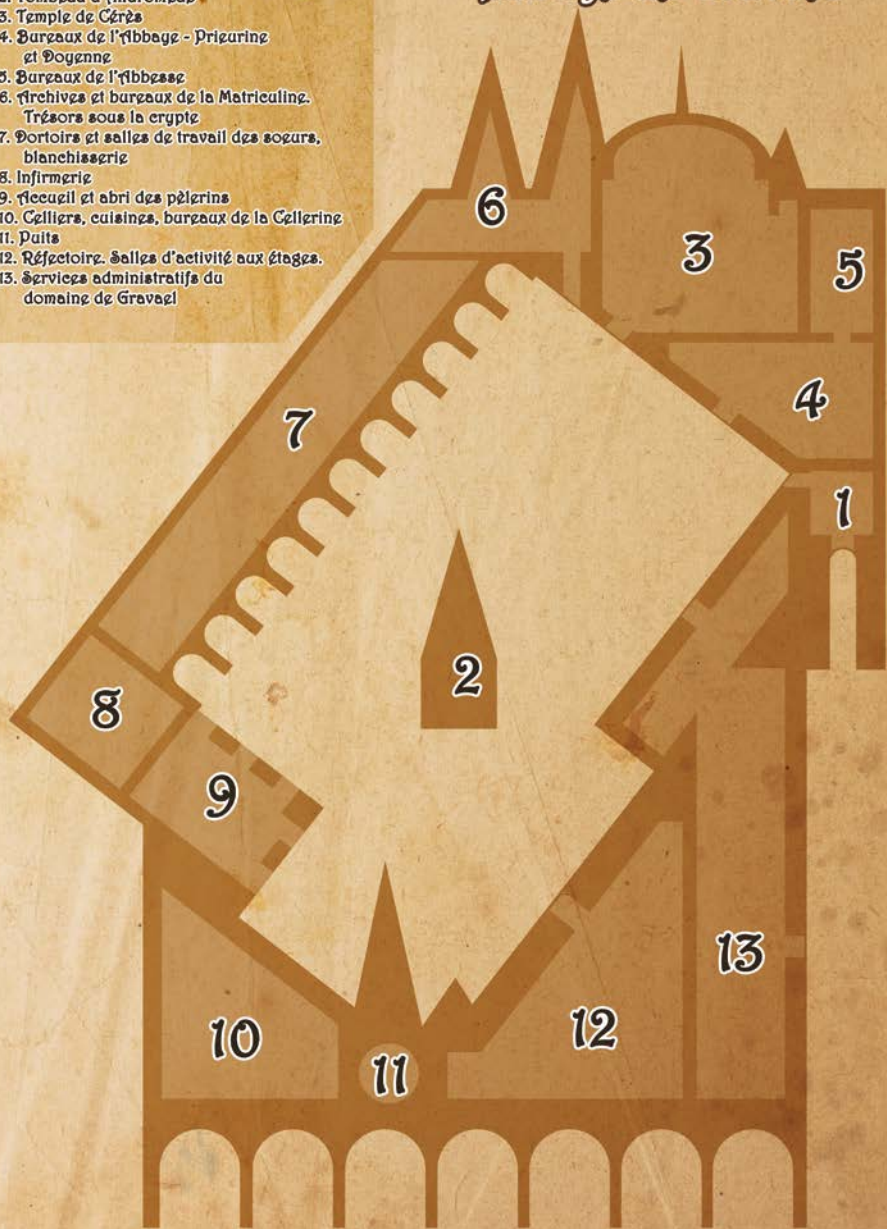 3. Temple de Cérès
4. Bureaux de l'Abbaye - Prieurine
et Doyenne
5. Bureaux de l'Abbesse
6. Archives et bureaux de la Matriculine.
Trésors sous la crypte
7. Dortoirs et salles de travail des soeurs,
blanchisserie
8. Infirmerie
9. Accueil et abri des pèlerins
10. Celliers, cuisines, bureaux de la Cellerine
11. Puits
12. Réfectoire. Salles d'activité aux étages.
13. Services administratifs du
domaine de Gravael
6
3
5
4
7
1
2
8
9
13
12
10
11